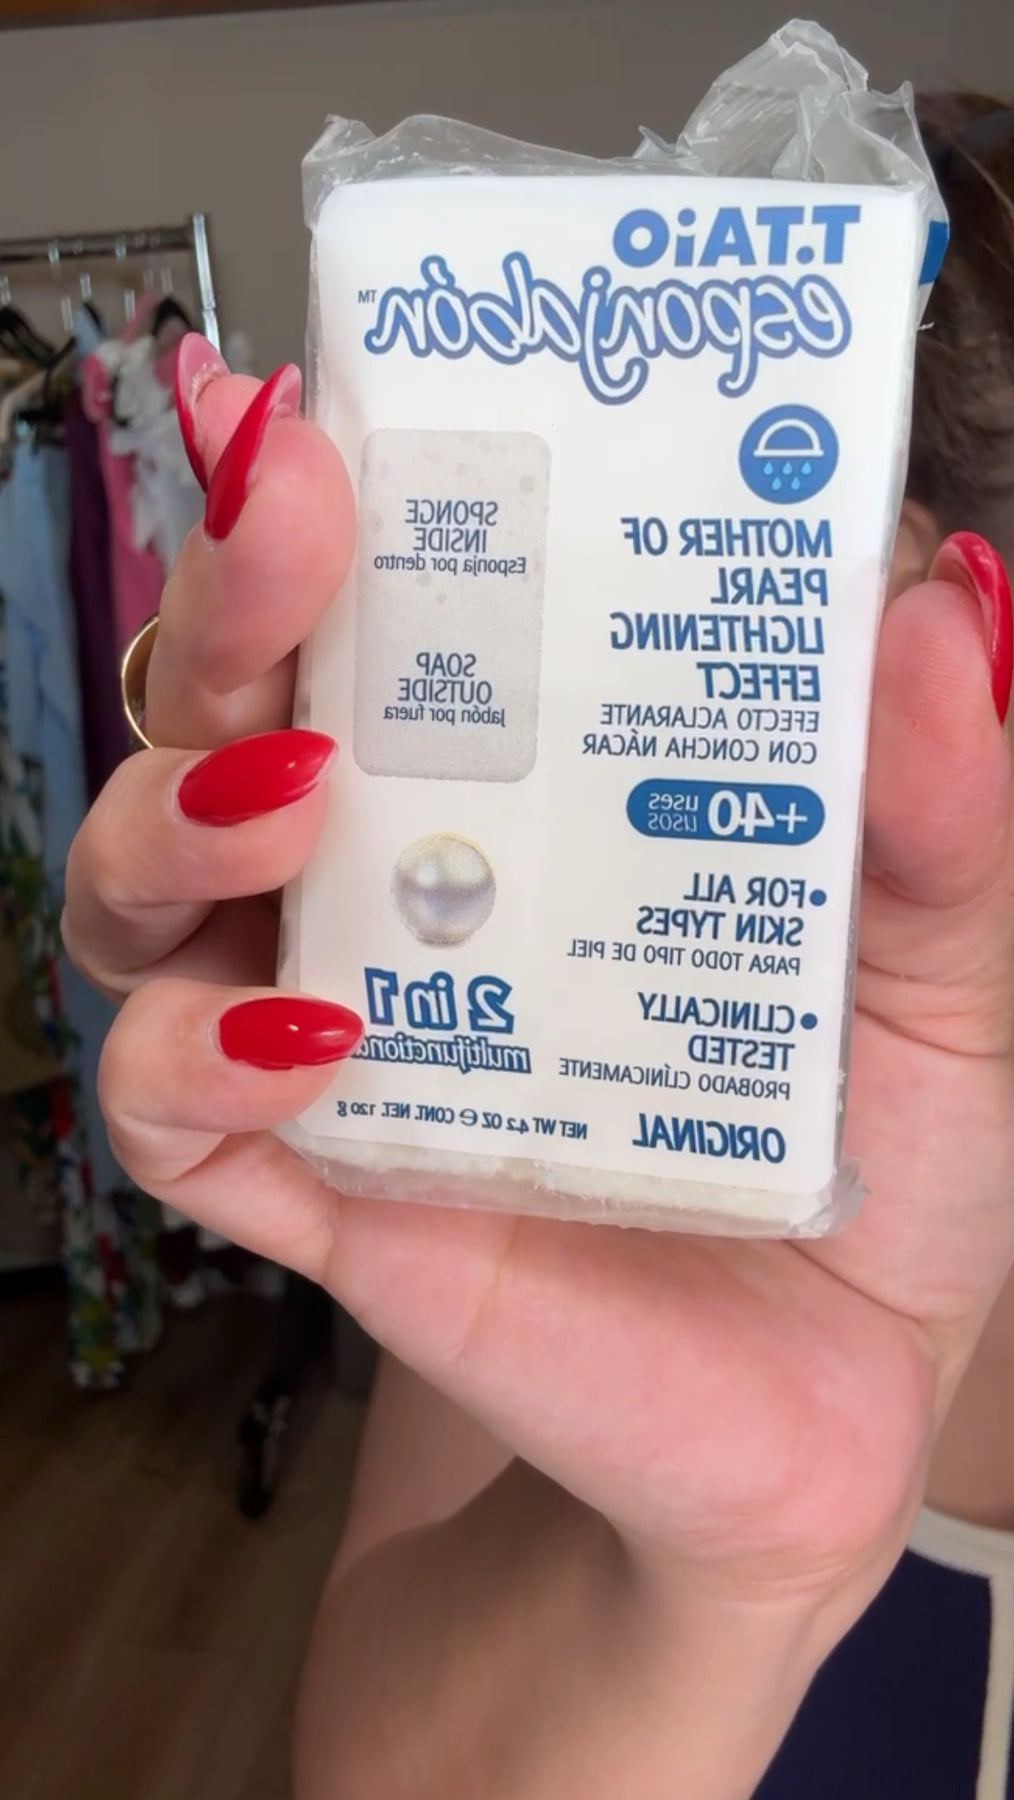 T.TAiO
esponjabón™
MOTHER OF
PEARL
LIGHTENING
EFFECT
EFECTO ACLARANTE
CON CONCHA NÁCAR
+40 uses
usos
•FOR ALL
SKIN TYPES
PARA TODO TIPO DE PIEL
•CLINICALLY
TESTED
PROBADO CLÍNICAMENTE
ORIGINAL
SPONGE
INSIDE
Esponja por dentro
SOAP
OUTSIDE
Jabón por fuera
2 in 1
multifunctional
NET WT 4.2 OZ ℮ CONT. NET. 120 g